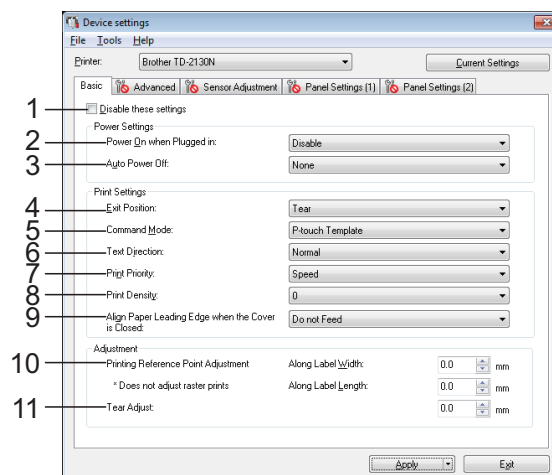 Device settings
File Tools Help
Printer: Brother TD-2130N Current Settings
Basic Advanced Sensor Adjustment Panel Settings (1) Panel Settings (2)
1 Disable these settings
Power Settings
2 Power On when Plugged in: Disable
3 Auto Power Off: None
Print Settings
4 Exit Position: Tear
5 Command Mode: P-touch Template
6 Text Direction: Normal
7 Print Priority: Speed
8 Print Density: 0
9 Align Paper Leading Edge when the Cover is Closed: Do not Feed
Adjustment
10 Printing Reference Point Adjustment Along Label Width: 0.0 mm
* Does not adjust raster prints Along Label Length: 0.0 mm
11 Tear Adjust: 0.0 mm
Apply Exit